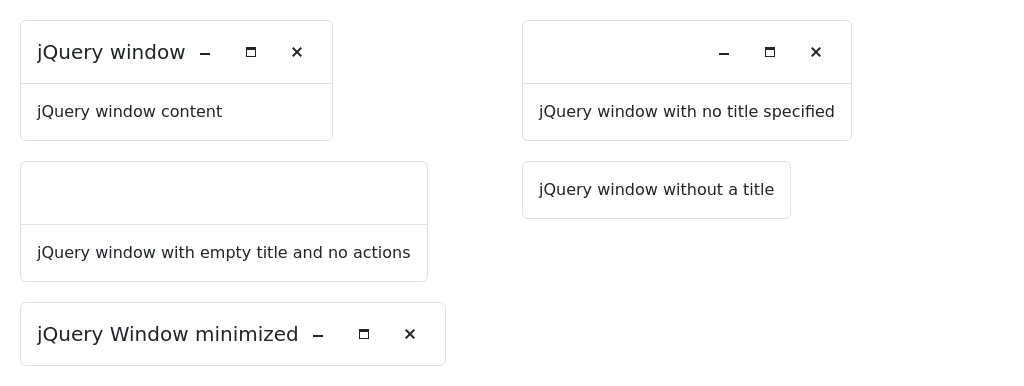 jQuery window
jQuery window content
jQuery window with no title specified
jQuery window with empty title and no actions
jQuery window without a title
jQuery Window minimized